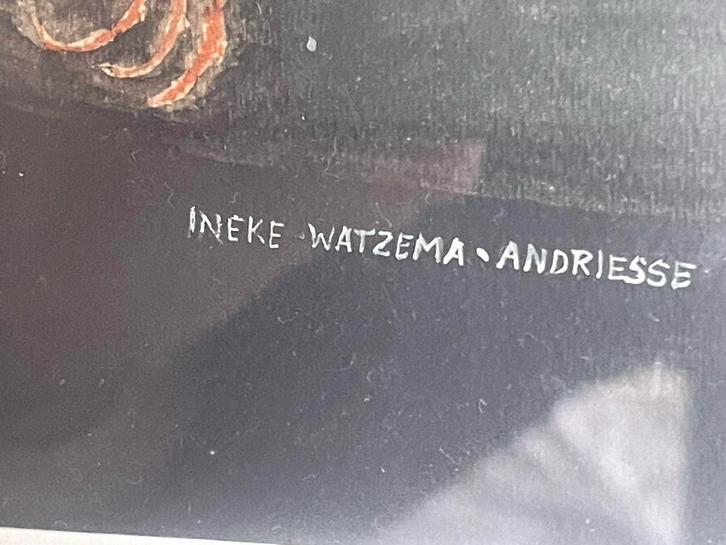 INEKE WATZEMA • ANDRIESSE